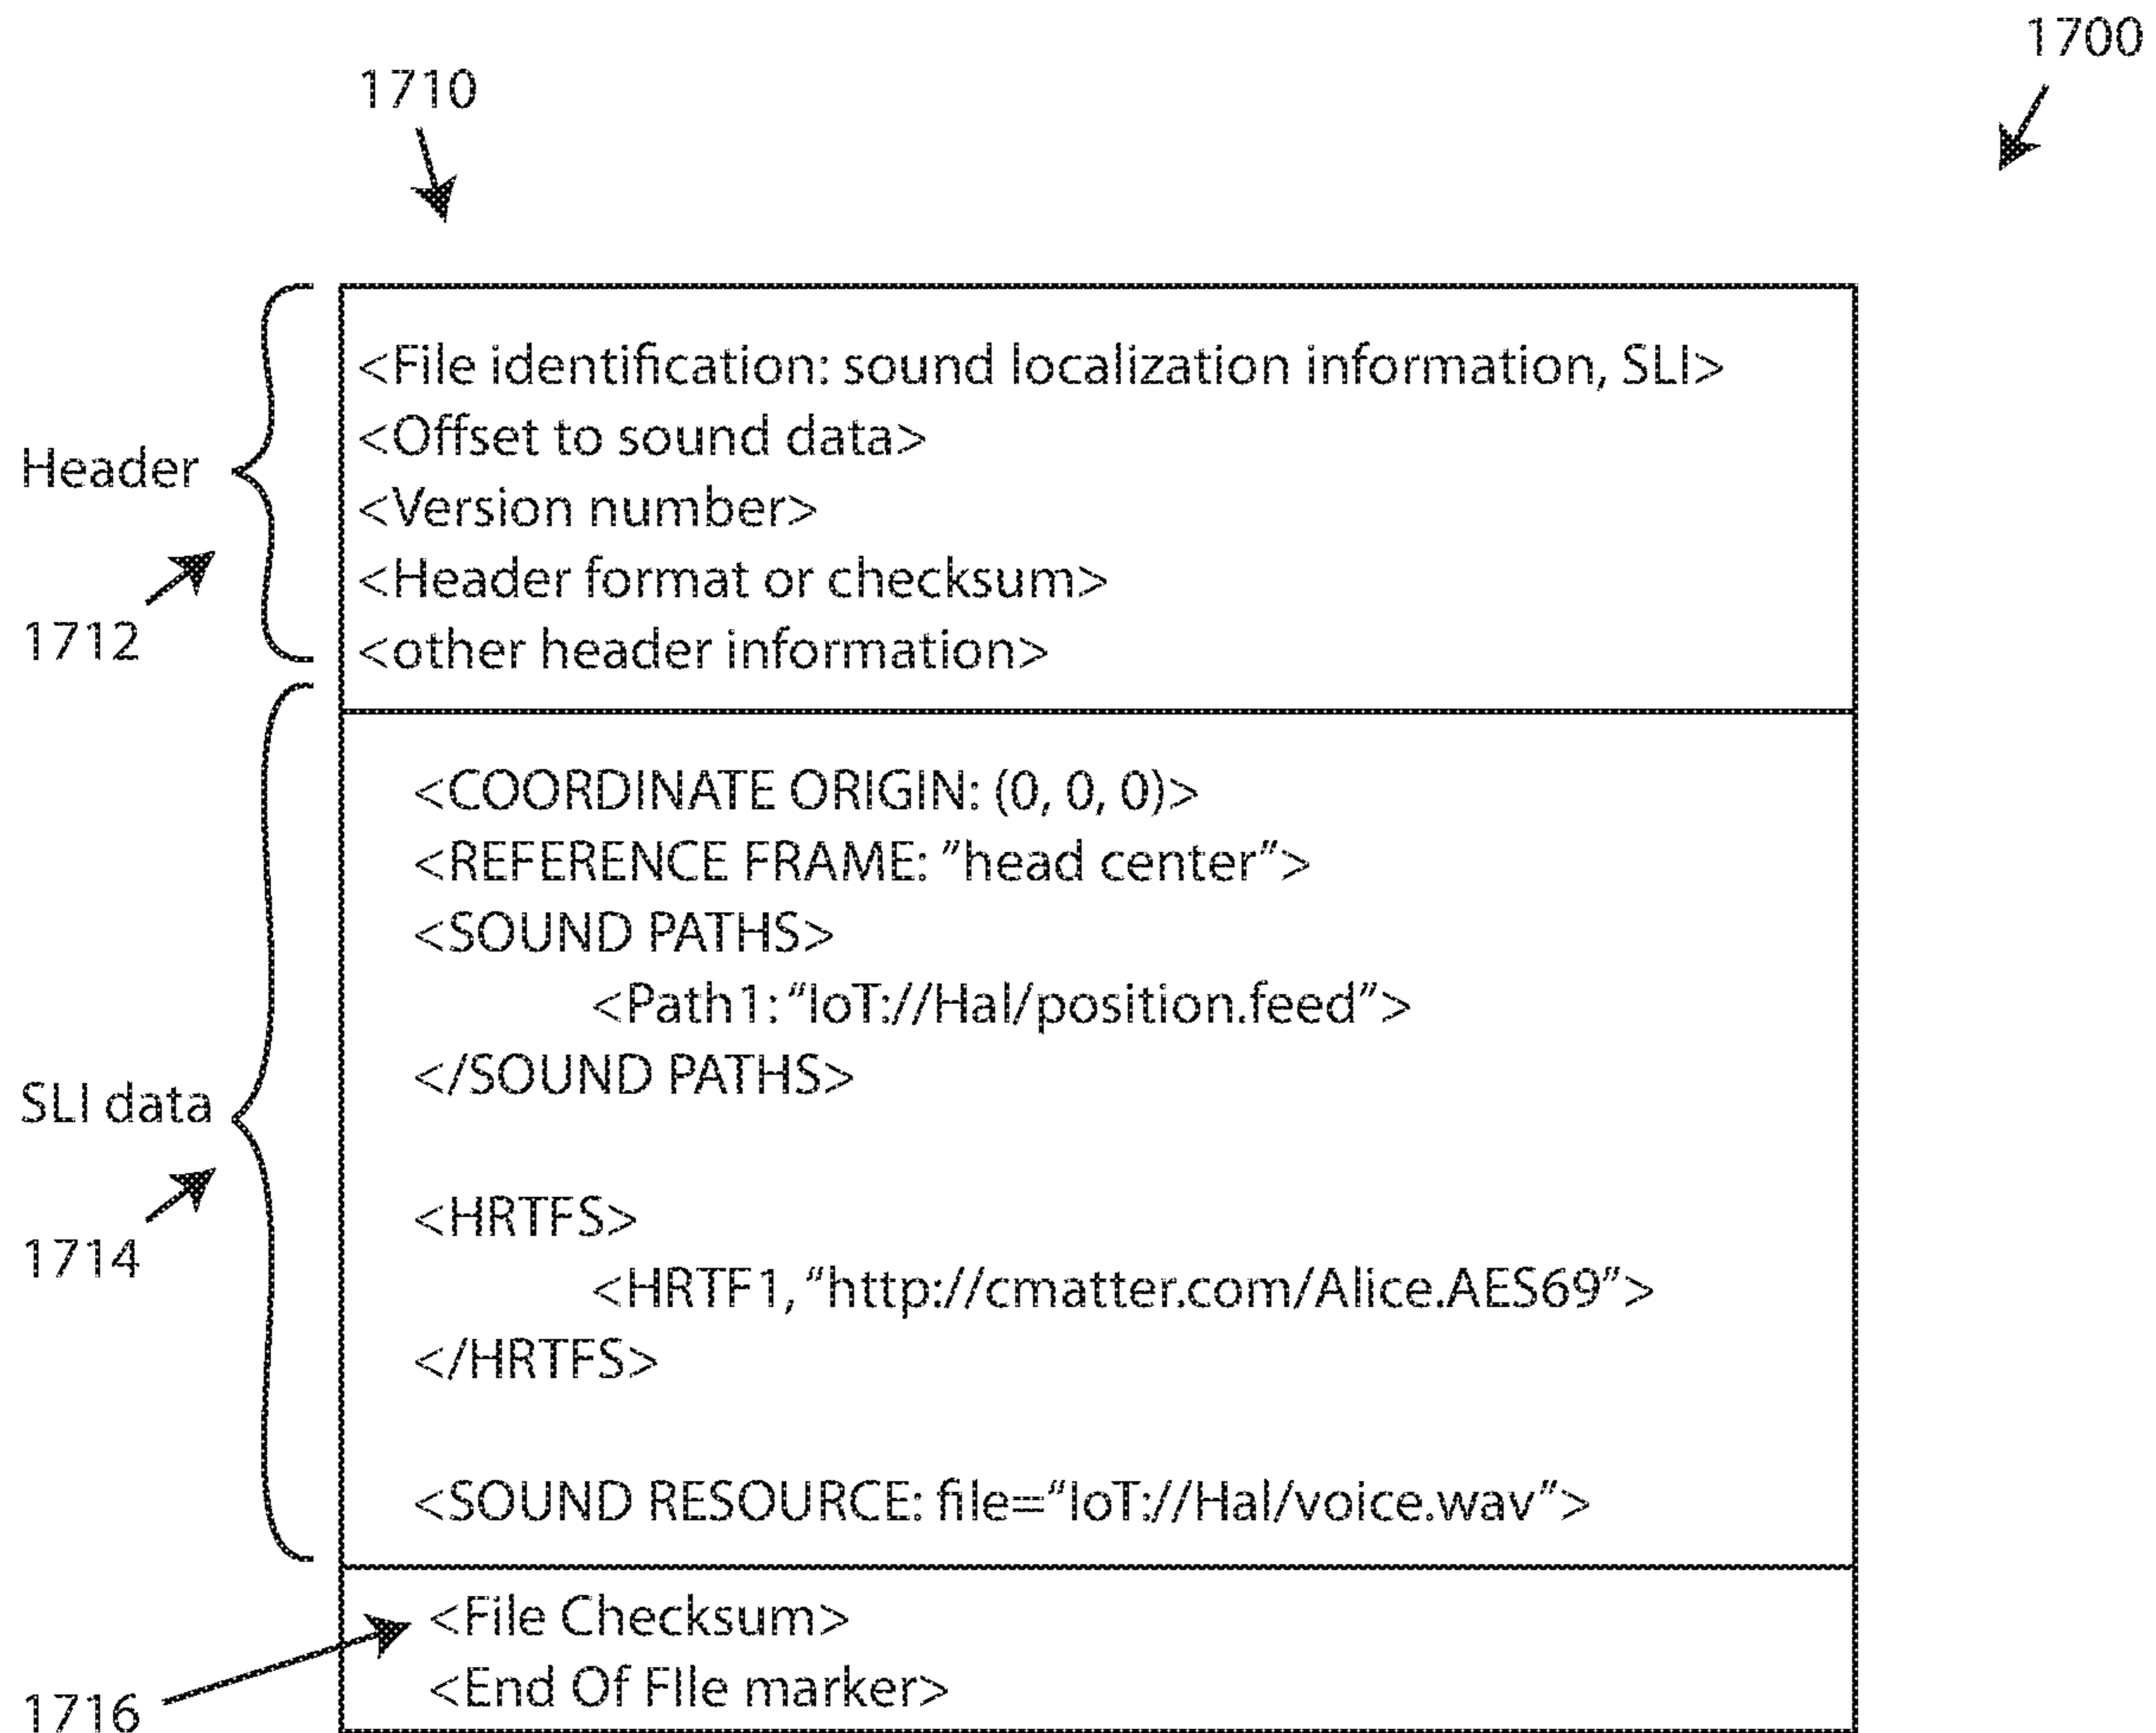 1700
1710
<File identification: sound localization information, SLI>
<Offset to sound data>
Header
<Version number>
<Header format or checksum>
1712
<other header information>
<COORDINATE ORIGIN: (0, 0, 0)>
<REFERENCE FRAME: "head center">
<SOUND PATHS>
<Path1: "IoT://Hal/position.feed">
</SOUND PATHS>
SLI data
<HRTFS>
1714
<HRTF1, "http://cmatter.com/Alice.AES69">
</HRTFS>
<SOUND RESOURCE: file="IoT://Hal/voice.wav">
<File Checksum>
<End Of FIle marker>
1716